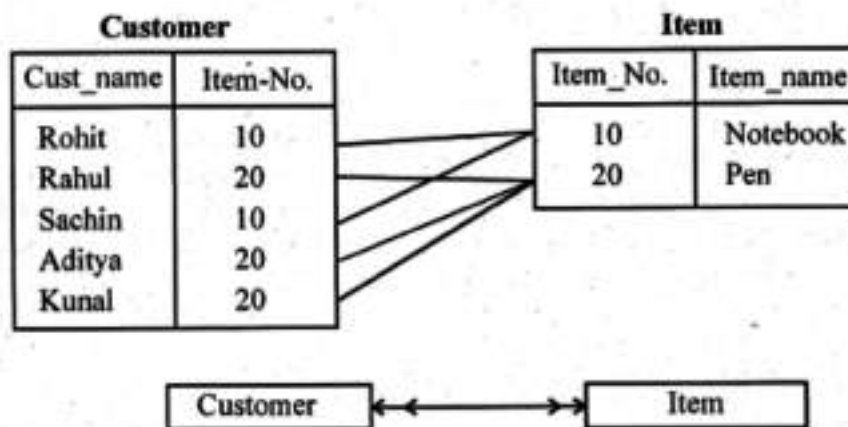 Customer
Item
Cust_name Item-No.
Item_No. Item_name
Rohit 10
10 Notebook
Rahul 20
20 Pen
Sachin 10
Aditya 20
Kunal 20
Customer Item